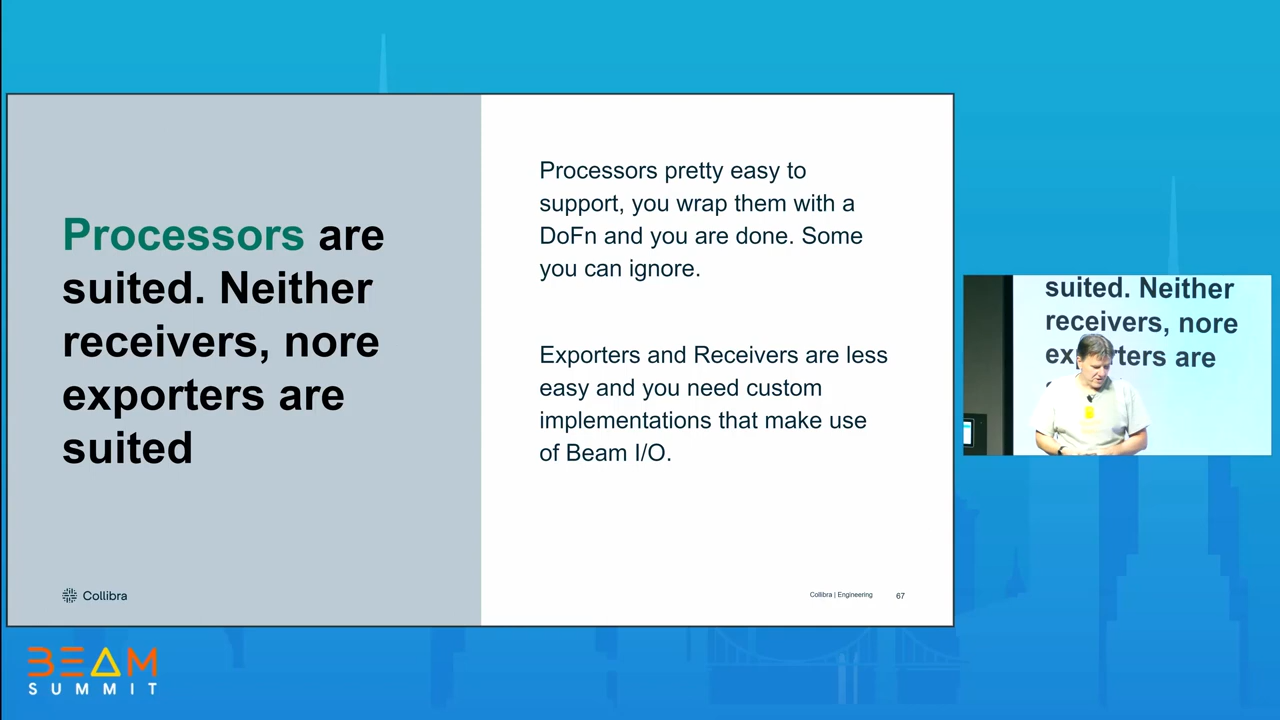 Processors are
suited. Neither
receivers, nore
exporters are
suited
Processors pretty easy to
support, you wrap them with a
DoFn and you are done. Some
you can ignore.
Exporters and Receivers are less
easy and you need custom
implementations that make use
of Beam I/O.
Collibra
Collibra | Engineering
67
suited. Neither
receivers, nore
exporters are
BEAM
SUMMIT